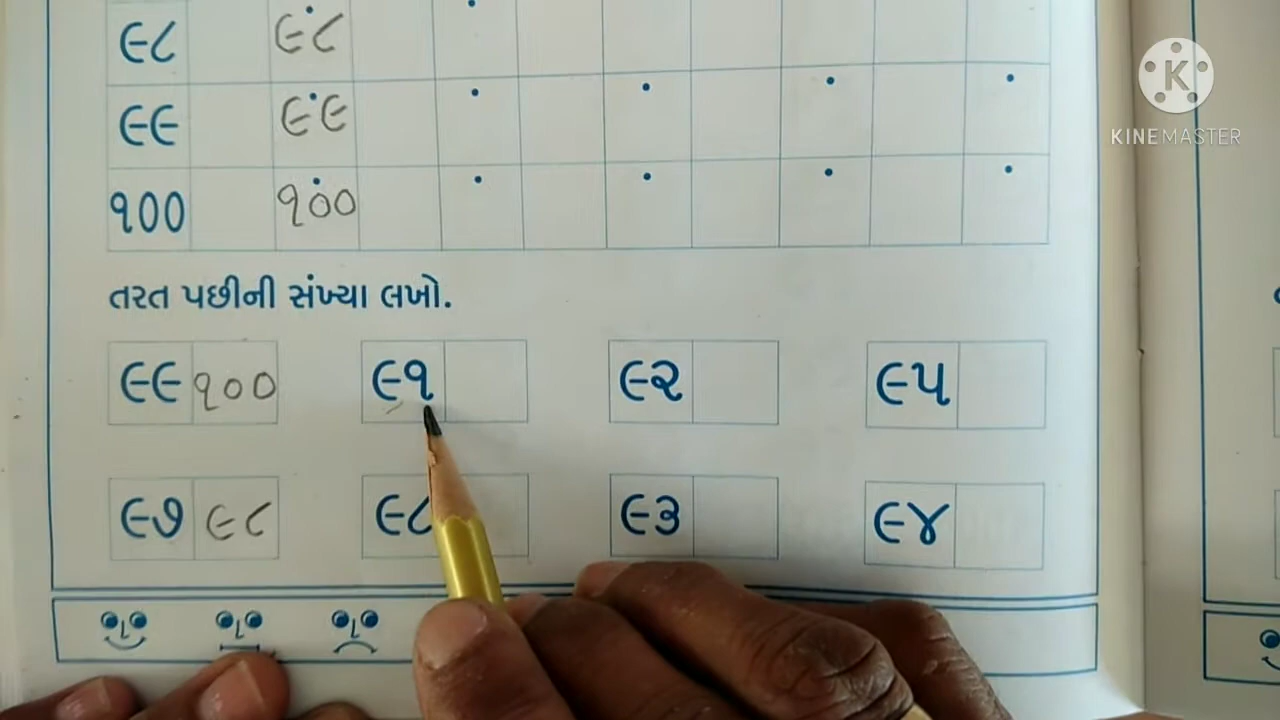 ૯૮ ૯૮
૯૯ ૯૯
KINEMASTER
૧૦૦ ૧૦૦
તરત પછીની સંખ્યા લખો.
૯૯ ૧૦૦ ૯૧ ૯૨ ૯૫
૯૭ ૯૮ ૯૮ ૯૩ ૯૪